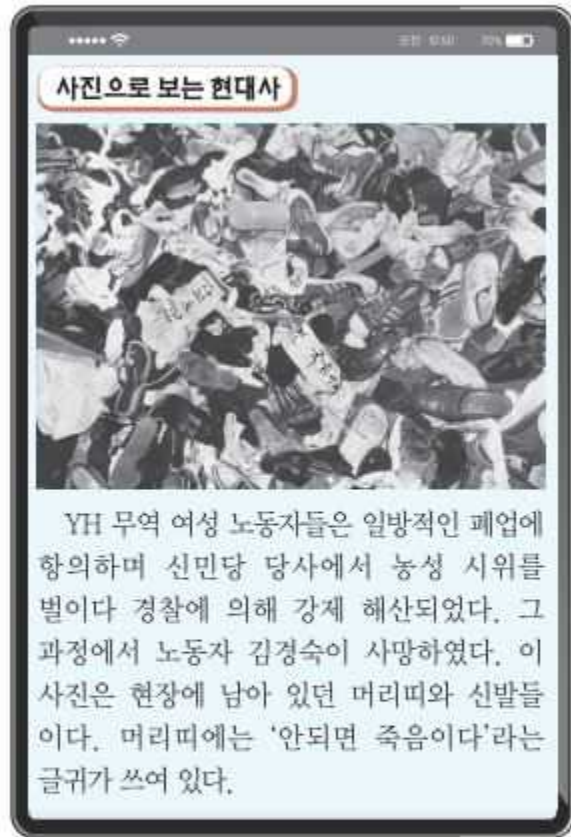 사진으로 보는 현대사
YH 무역 여성 노동자들은 일방적인 폐업에
항의하며 신민당 당사에서 농성 시위를
벌이다 경찰에 의해 강제 해산되었다. 그
과정에서 노동자 김경숙이 사망하였다. 이
사진은 현장에 남아 있던 머리띠와 신발들
이다. 머리띠에는 ‘안되면 죽음이다’라는
글귀가 쓰여 있다.